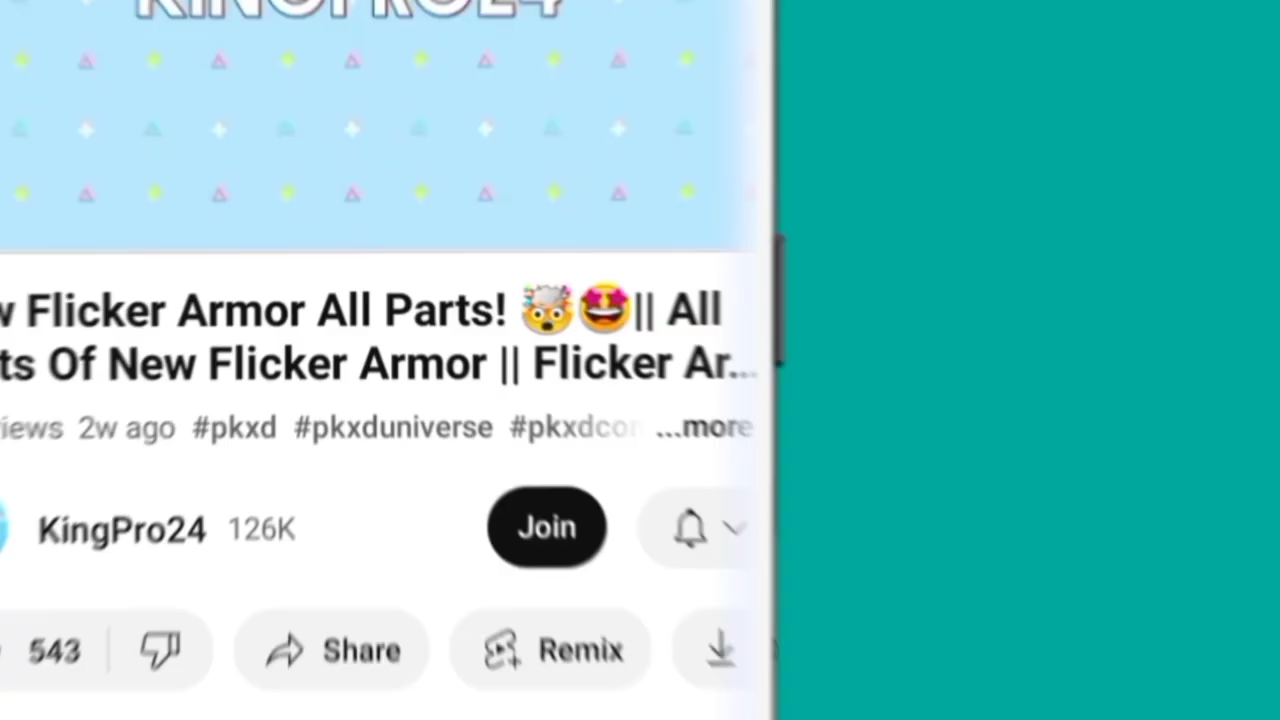 KINGPRO24
w Flicker Armor All Parts! 🤯🤩|| All
ts Of New Flicker Armor || Flicker Ar...
iews 2w ago #pkxd #pkxduniverse #pkxdcon ...more
KingPro24 126K Join
543 Share Remix